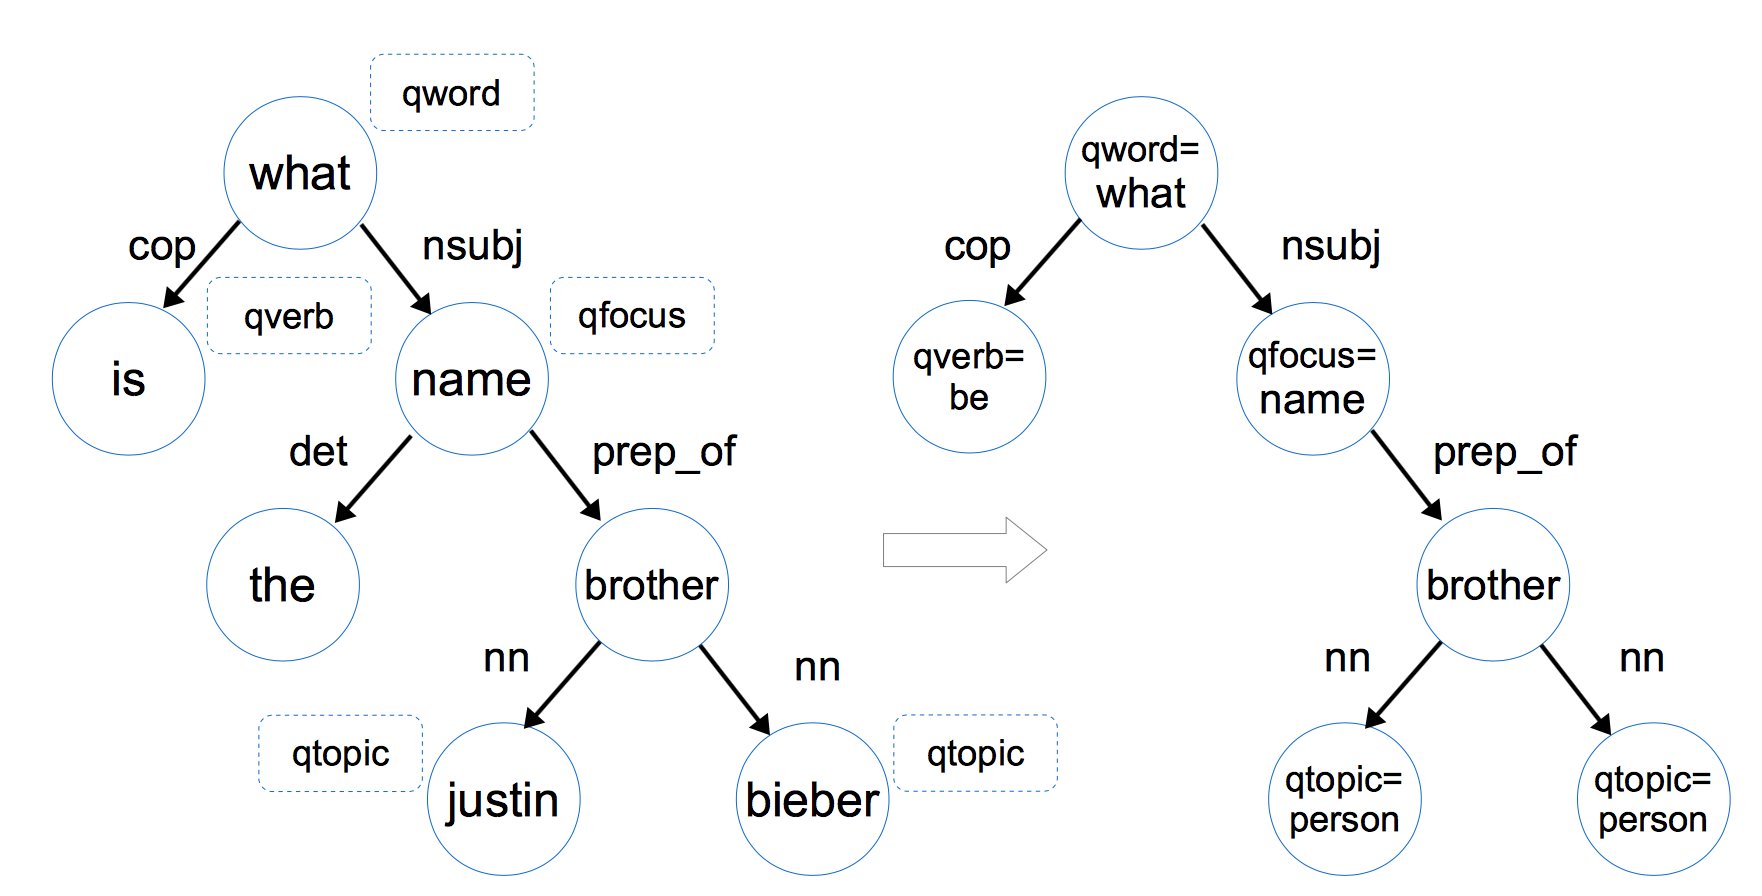 qword
what
cop
nsubj
qverb
qfocus
is
name
det
prep_of
the
brother
nn
nn
qtopic
qtopic
justin
bieber
qword=
what
cop
nsubj
qverb=
be
qfocus=
name
prep_of
brother
nn
nn
qtopic=
person
qtopic=
person